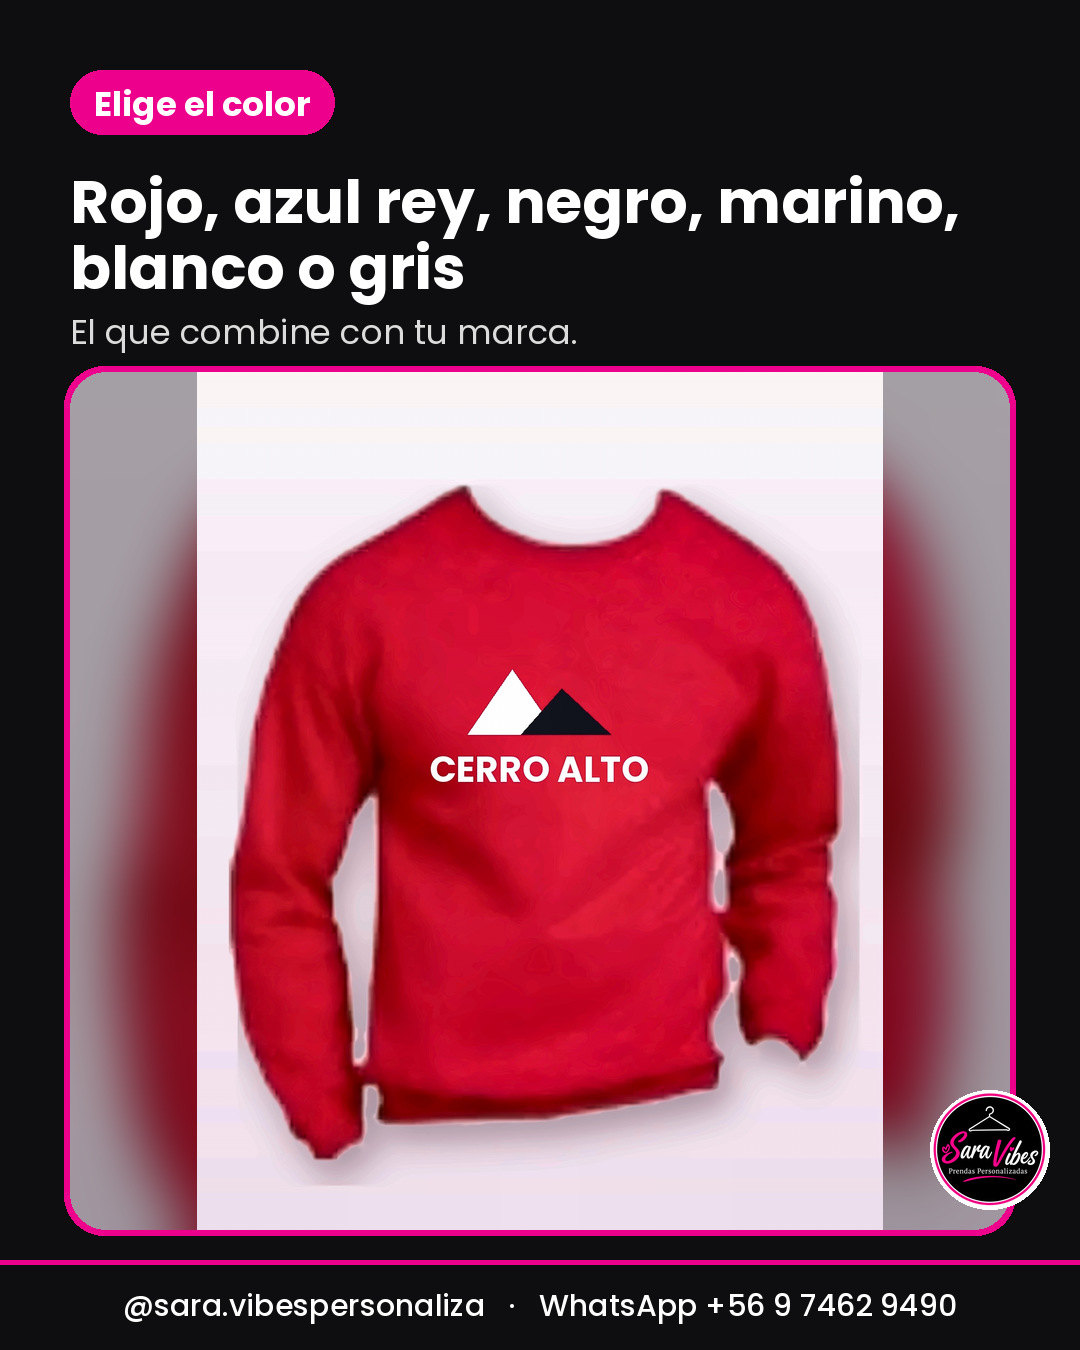 Elige el color
Rojo, azul rey, negro, marino,
blanco o gris
El que combine con tu marca.
CERRO ALTO
Sara Vibes
Prendas Personalizadas
@sara.vibespersonaliza · WhatsApp +56 9 7462 9490